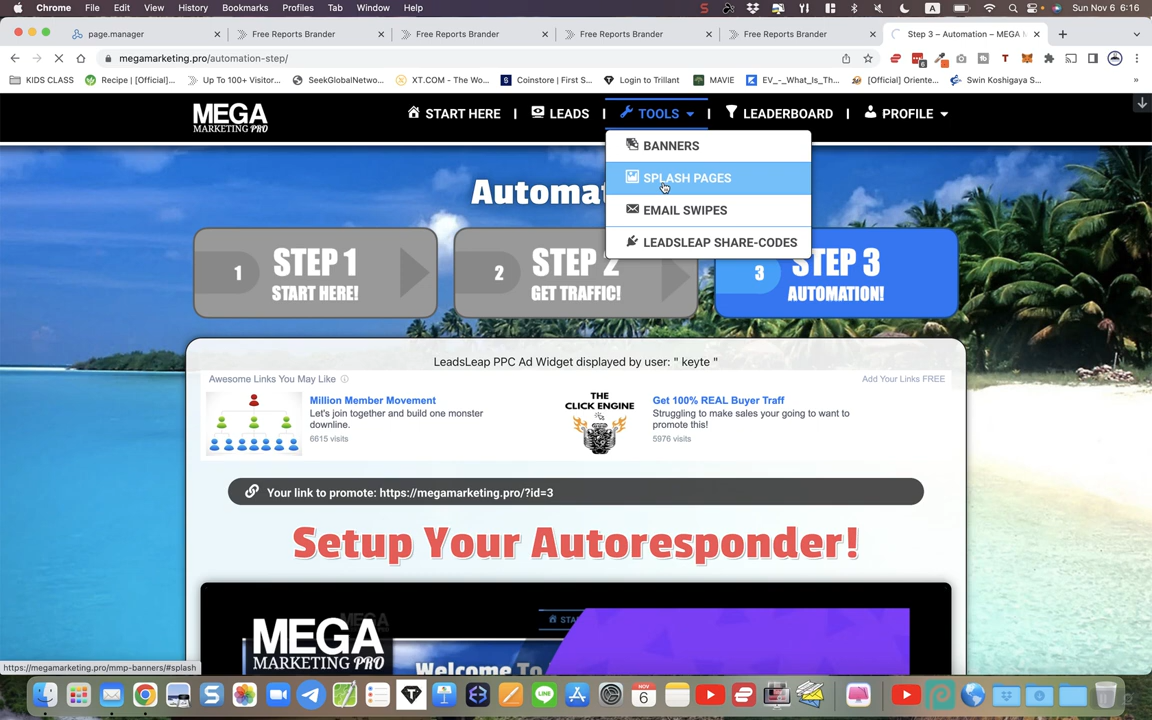 Chrome File Edit View History Bookmarks Profiles Tab Window Help
A Sun Nov 6 6:16
page.manager Free Reports Brander Free Reports Brander Free Reports Brander Free Reports Brander Step 3 – Automation – MEGA
megamarketing.pro/automation-step/
KIDS CLASS Recipe | [Official]... Up To 100+ Visitor... SeekGlobalNetwo... XT.COM - The Wo... Coinstore | First S... Login to Trillant MAVIE EV_-_What_Is_Th... [Official] Oriente... Swin Koshigaya S...
MEGA
MARKETING PRO
START HERE | LEADS | TOOLS | LEADERBOARD | PROFILE
BANNERS
SPLASH PAGES
EMAIL SWIPES
LEADSLEAP SHARE-CODES
Automa
1 STEP 1
START HERE!
2 STEP 2
GET TRAFFIC!
3 STEP 3
AUTOMATION!
LeadsLeap PPC Ad Widget displayed by user: " keyte "
Awesome Links You May Like
Add Your Links FREE
Million Member Movement
Let's join together and build one monster
downline.
6615 visits
THE
CLICK ENGINE
Get 100% REAL Buyer Traff
Struggling to make sales your going to want to
promote this!
5976 visits
Your link to promote: https://megamarketing.pro/?id=3
Setup Your Autoresponder!
MEGA
MARKETING PRO
STA
Welcome To
https://megamarketing.pro/mmp-banners/#splash
NOV
6
LINE